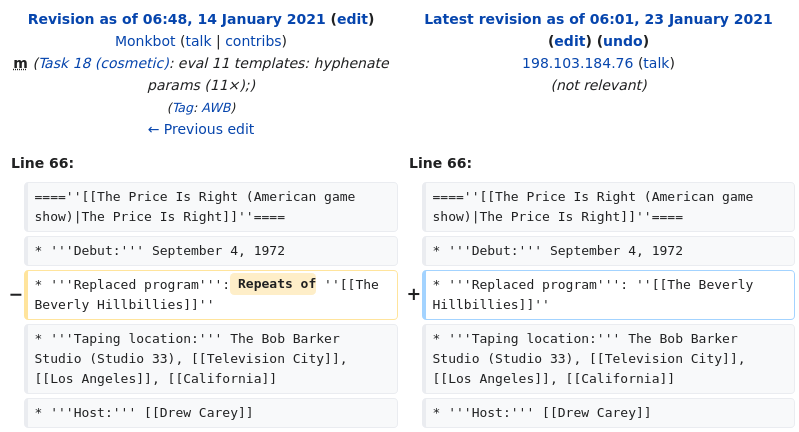 Revision as of 06:48, 14 January 2021 (edit)
Monkbot (talk | contribs)
m (Task 18 (cosmetic): eval 11 templates: hyphenate
params (11×);)
(Tag: AWB)
← Previous edit
Latest revision as of 06:01, 23 January 2021
(edit) (undo)
198.103.184.76 (talk)
(not relevant)
Line 66:
====''[[The Price Is Right (American game
show)|The Price Is Right]]''====
* '''Debut:''' September 4, 1972
− * '''Replaced program''': Repeats of ''[[The
Beverly Hillbillies]]''
* '''Taping location:''' The Bob Barker
Studio (Studio 33), [[Television City]],
[[Los Angeles]], [[California]]
* '''Host:''' [[Drew Carey]]
Line 66:
====''[[The Price Is Right (American game
show)|The Price Is Right]]''====
* '''Debut:''' September 4, 1972
+ * '''Replaced program''': ''[[The Beverly
Hillbillies]]''
* '''Taping location:''' The Bob Barker
Studio (Studio 33), [[Television City]],
[[Los Angeles]], [[California]]
* '''Host:''' [[Drew Carey]]